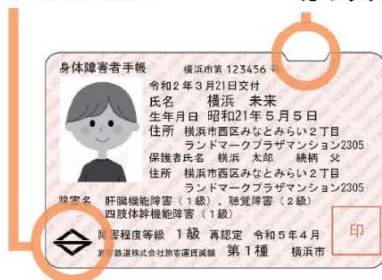 身体障害者手帳
横浜市第 123456 号
令和2年3月21日交付
氏名 横浜 未来
生年月日 昭和21年5月5日
住所 横浜市西区みなとみらい2丁目
ランドマークプラザマンション2305
保護者氏名 横浜 太郎 続柄 父
住所 横浜市西区みなとみらい2丁目
ランドマークプラザマンション2305
障害名 肝臓機能障害(1級)、聴覚障害(2級)
四肢体幹機能障害(1級)
障害程度等級 1級 再認定 令和5年4月
旅客鉄道株式会社旅客運賃減額 第1種 横浜市
印